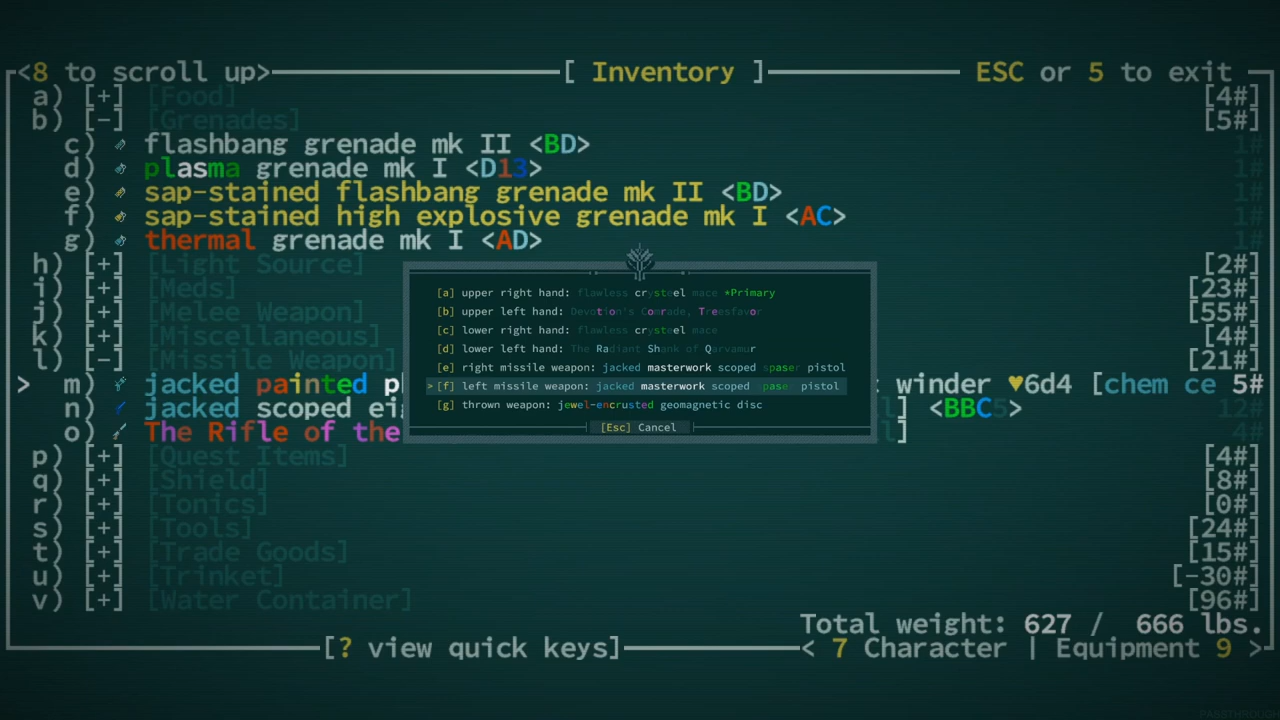 <8 to scroll up> [ Inventory ] ESC or 5 to exit
a) [+] [Food] [4#]
b) [-] [Grenades] [5#]
c) flashbang grenade mk II <BD> 1#
d) plasma grenade mk I <D13> 1#
e) sap-stained flashbang grenade mk II <BD> 1#
f) sap-stained high explosive grenade mk I <AC> 1#
g) thermal grenade mk I <AD> 1#
h) [+] [Light Source] [2#]
i) [+] [Meds] [23#]
j) [+] [Melee Weapon] [55#]
k) [+] [Miscellaneous] [4#]
l) [-] [Missile Weapon] [21#]
> m) jacked painted winder ♥6d4 [chem ce 5#
n) jacked scoped <BBC5> 12#
o) The Rifle of the 4#
p) [+] [Quest Items] [4#]
q) [+] [Shield] [8#]
r) [+] [Tonics] [0#]
s) [+] [Tools] [24#]
t) [+] [Trade Goods] [15#]
u) [+] [Trinket] [-30#]
v) [+] [Water Container] [96#]
Total weight: 627 / 666 lbs.
[? view quick keys] < 7 Character | Equipment 9 >
[a] upper right hand: flawless crysteel mace *Primary
[b] upper left hand: Devotion's Comrade, Treesfavor
[c] lower right hand: flawless crysteel mace
[d] lower left hand: The Radiant Shank of Qarvamur
[e] right missile weapon: jacked masterwork scoped spaser pistol
> [f] left missile weapon: jacked masterwork scoped spaser pistol
[g] thrown weapon: jewel-encrusted geomagnetic disc
[Esc] Cancel